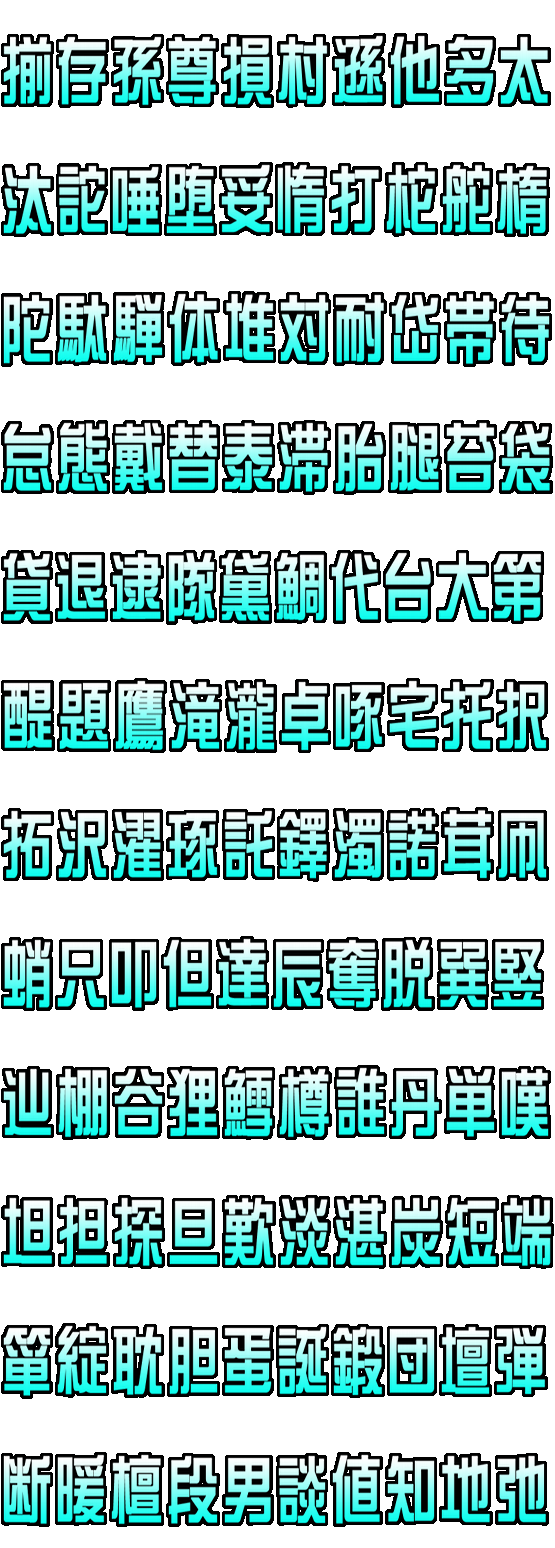 揃存孫尊損村遜他多太
汰詑唾堕妥惰打柁舵楕
陀駄騨体堆対耐岱帯待
怠態戴替泰滞胎腿苔袋
貸退逮隊黛鯛代台大第
醍題鷹滝瀧卓啄宅托択
拓沢濯琢託鐸濁諾茸凧
蛸只叩但達辰奪脱巽竪
辿棚谷狸鱈樽誰丹単嘆
坦担探旦歎淡湛炭短端
箪綻耽胆蛋誕鍛団壇弾
断暖檀段男談値知地弛